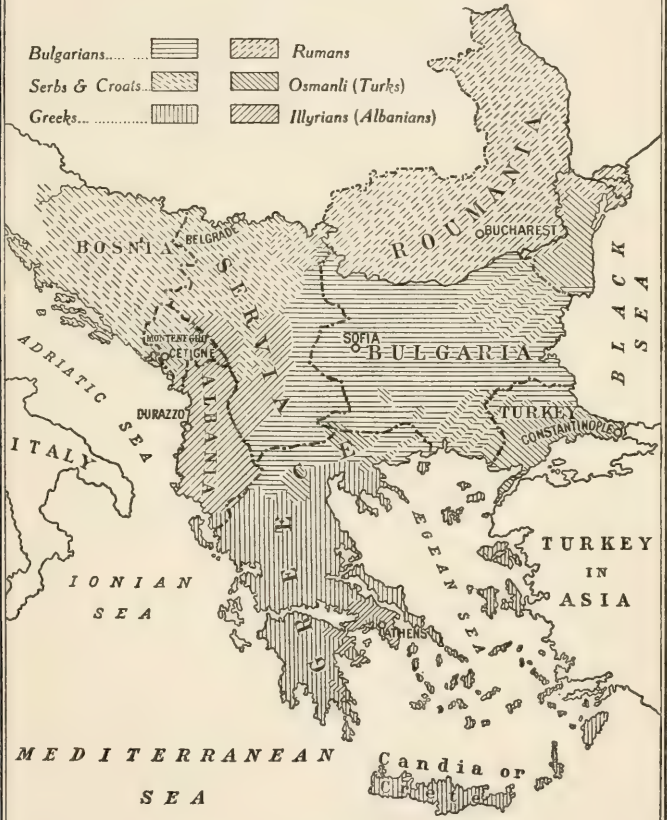 Bulgarians..... .....
Rumans
Serbs & Croats...
Osmanli (Turks)
Greeks... ...........
Illyrians (Albanians)
ROUMANIA
BUCHAREST
BOSNIA
BELGRADE
SERVIA
BLACK
SEA
MONTENEGRO
CETIGNE
SOFIA
BULGARIA
ADRIATIC SEA
DURAZZO
ALBANIA
TURKEY
CONSTANTINOPLE
ITALY
GREECE
ÆGEAN SEA
TURKEY
IN
ASIA
IONIAN
SEA
ATHENS
MEDITERRANEAN
SEA
Candia or
Crete